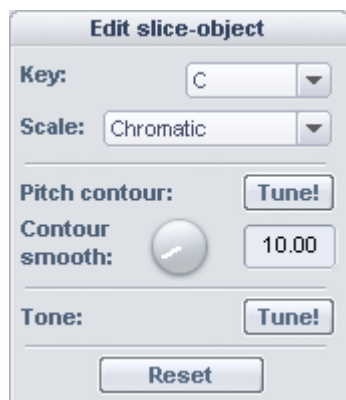 Edit slice-object
Key: C
Scale: Chromatic
Pitch contour: Tune!
Contour
smooth: 10.00
Tone: Tune!
Reset